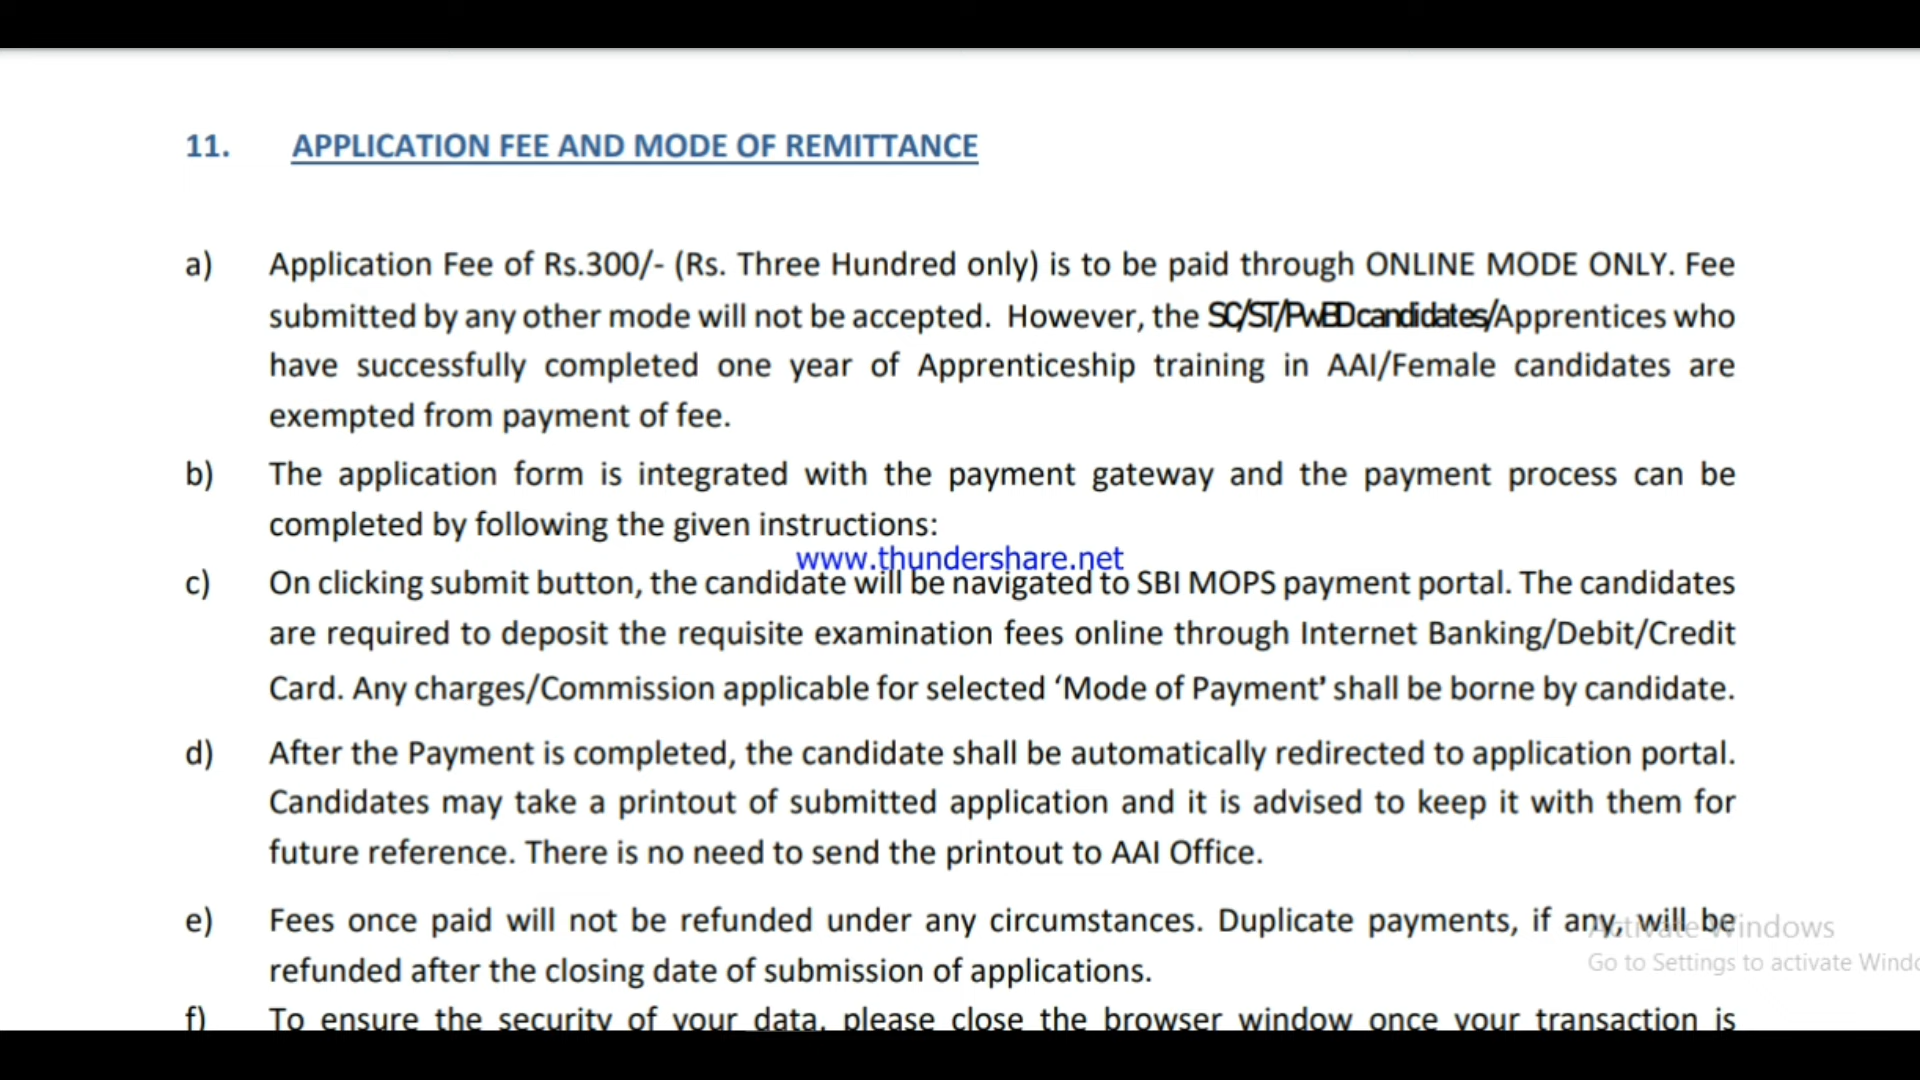 11. APPLICATION FEE AND MODE OF REMITTANCE
a) Application Fee of Rs.300/- (Rs. Three Hundred only) is to be paid through ONLINE MODE ONLY. Fee
submitted by any other mode will not be accepted. However, the SC/ST/PwBD candidates/Apprentices who
have successfully completed one year of Apprenticeship training in AAI/Female candidates are
exempted from payment of fee.
b) The application form is integrated with the payment gateway and the payment process can be
completed by following the given instructions:
www.thundershare.net
c) On clicking submit button, the candidate will be navigated to SBI MOPS payment portal. The candidates
are required to deposit the requisite examination fees online through Internet Banking/Debit/Credit
Card. Any charges/Commission applicable for selected ‘Mode of Payment’ shall be borne by candidate.
d) After the Payment is completed, the candidate shall be automatically redirected to application portal.
Candidates may take a printout of submitted application and it is advised to keep it with them for
future reference. There is no need to send the printout to AAI Office.
e) Fees once paid will not be refunded under any circumstances. Duplicate payments, if any, will be
Activate Windows
Go to Settings to activate Windo
refunded after the closing date of submission of applications.
f) To ensure the security of your data, please close the browser window once your transaction is